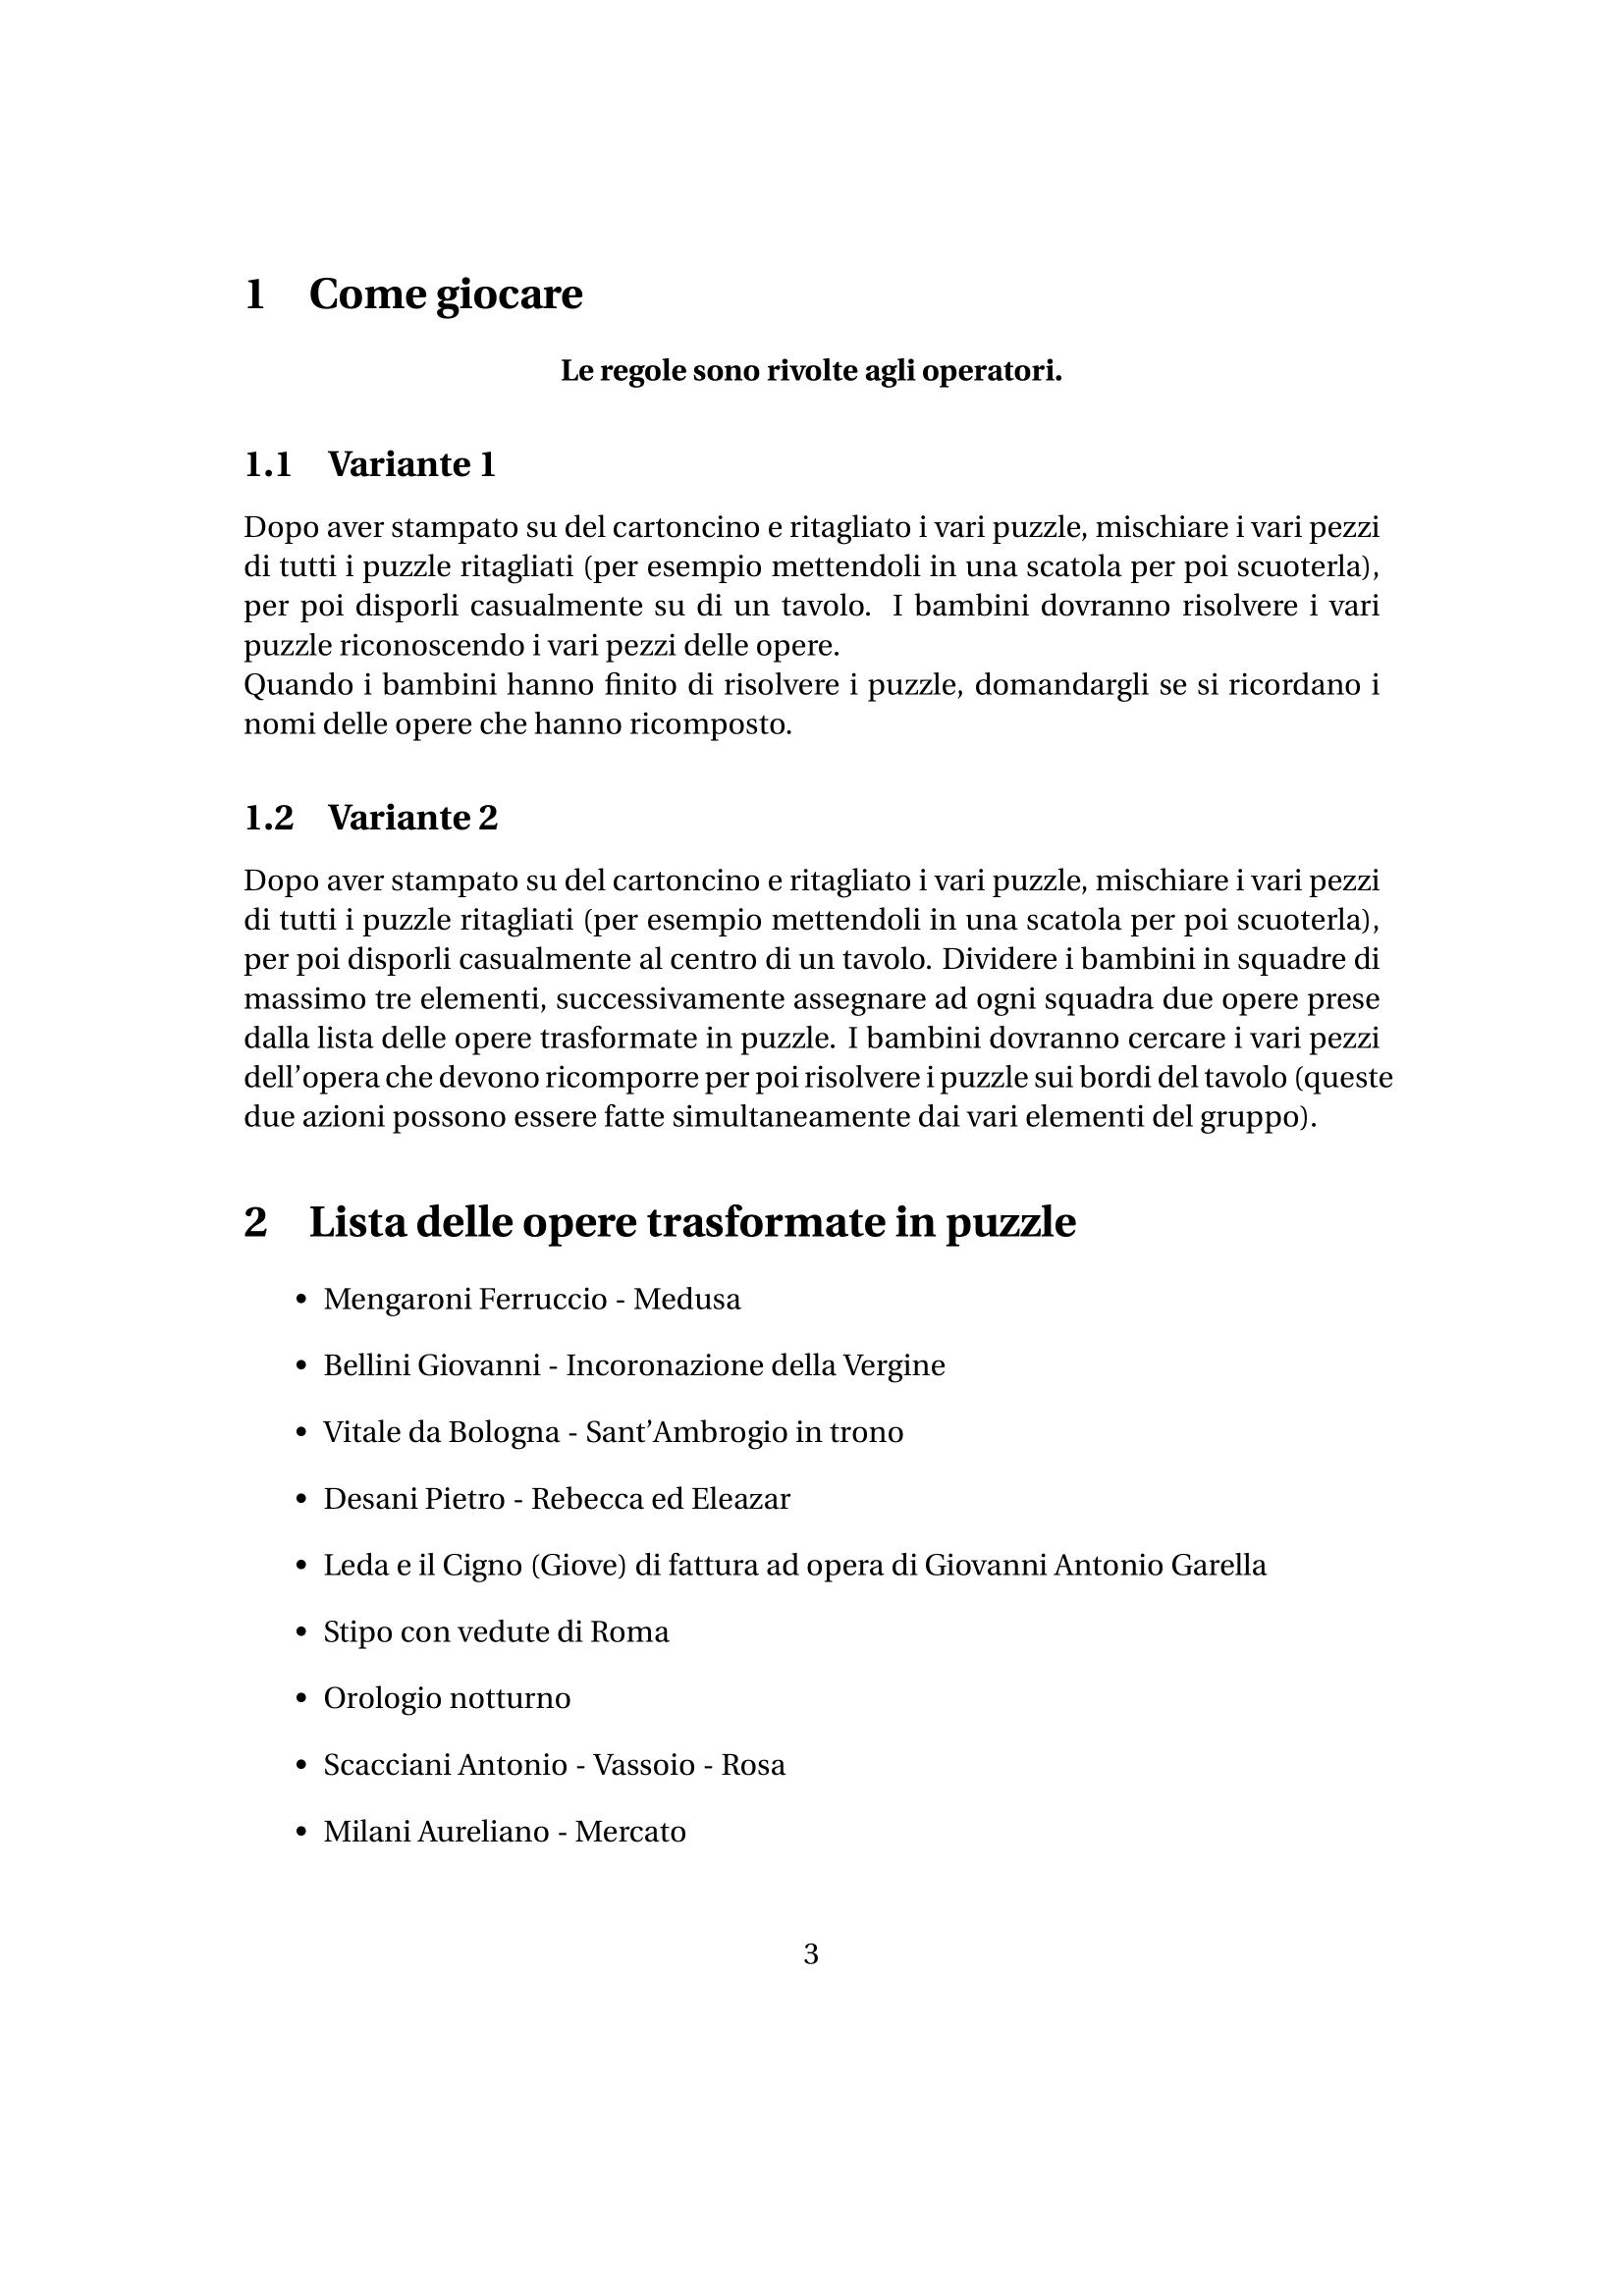 1 Come giocare
Le regole sono rivolte agli operatori.
1.1 Variante 1
Dopo aver stampato su del cartoncino e ritagliato i vari puzzle, mischiare i vari pezzi
di tutti i puzzle ritagliati (per esempio mettendoli in una scatola per poi scuoterla),
per poi disporli casualmente su di un tavolo. I bambini dovranno risolvere i vari
puzzle riconoscendo i vari pezzi delle opere.
Quando i bambini hanno finito di risolvere i puzzle, domandargli se si ricordano i
nomi delle opere che hanno ricomposto.
1.2 Variante 2
Dopo aver stampato su del cartoncino e ritagliato i vari puzzle, mischiare i vari pezzi
di tutti i puzzle ritagliati (per esempio mettendoli in una scatola per poi scuoterla),
per poi disporli casualmente al centro di un tavolo. Dividere i bambini in squadre di
massimo tre elementi, successivamente assegnare ad ogni squadra due opere prese
dalla lista delle opere trasformate in puzzle. I bambini dovranno cercare i vari pezzi
dell’opera che devono ricomporre per poi risolvere i puzzle sui bordi del tavolo (queste
due azioni possono essere fatte simultaneamente dai vari elementi del gruppo).
2 Lista delle opere trasformate in puzzle
• Mengaroni Ferruccio - Medusa
• Bellini Giovanni - Incoronazione della Vergine
• Vitale da Bologna - Sant’Ambrogio in trono
• Desani Pietro - Rebecca ed Eleazar
• Leda e il Cigno (Giove) di fattura ad opera di Giovanni Antonio Garella
• Stipo con vedute di Roma
• Orologio notturno
• Scacciani Antonio - Vassoio - Rosa
• Milani Aureliano - Mercato
3